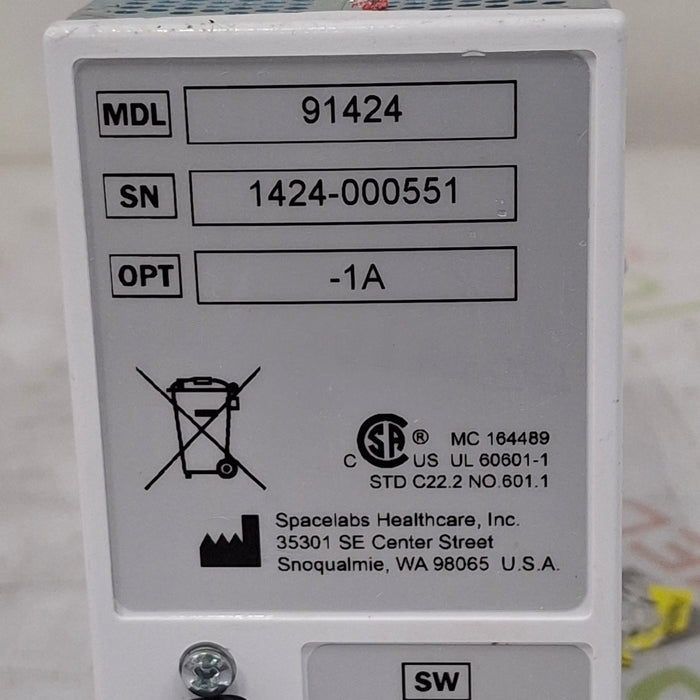 MDL 91424
SN 1424-000551
OPT -1A
CSA ® MC 164489
C US UL 60601-1
STD C22.2 NO.601.1
Spacelabs Healthcare, Inc.
35301 SE Center Street
Snoqualmie, WA 98065 U.S.A.
SW